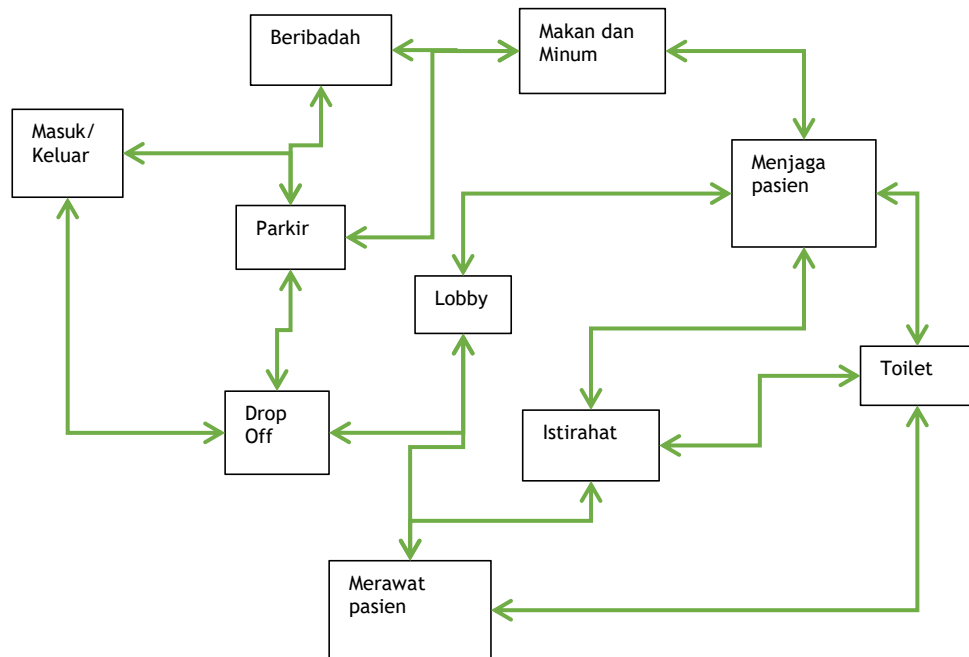 Beribadah
Makan dan
Minum
Masuk/
Keluar
Menjaga
pasien
Parkir
Lobby
Toilet
Drop
Off
Istirahat
Merawat
pasien